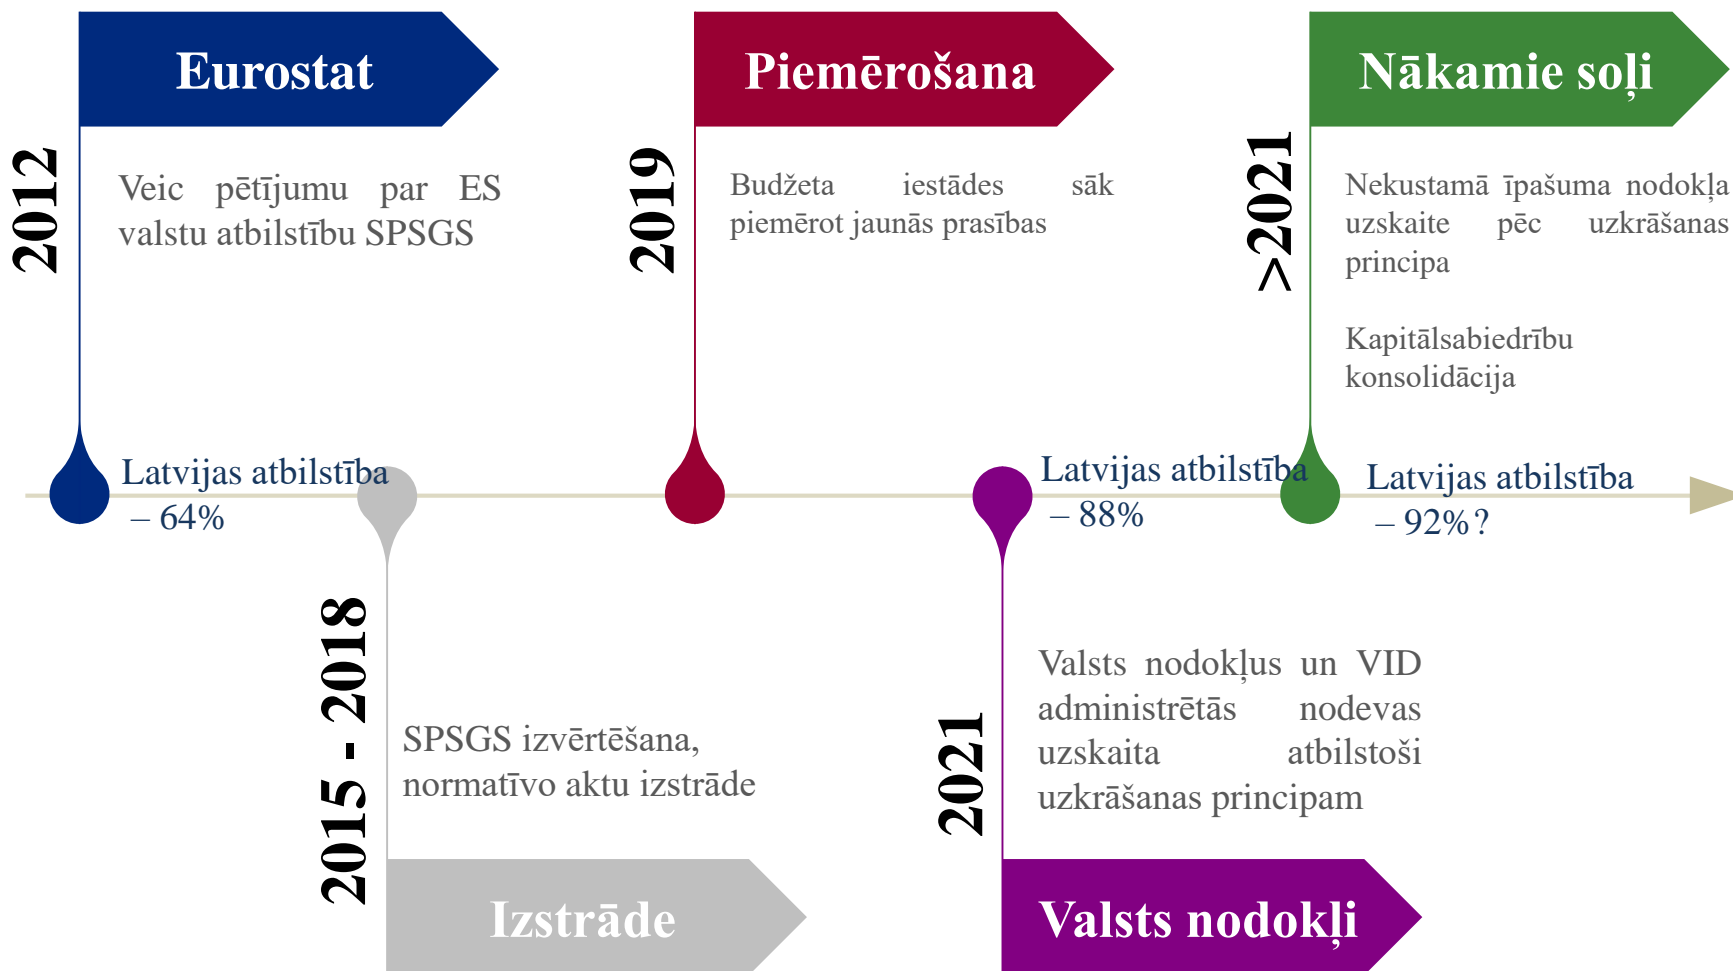 Eurostat
2012
Veic pētījumu par ES
valstu atbilstību SPSGS
Latvijas atbilstība
– 64%
2015 - 2018
SPSGS izvērtēšana,
normatīvo aktu izstrāde
Izstrāde
Piemērošana
2019
Budžeta iestādes sāk
piemērot jaunās prasības
2021
Latvijas atbilstība
– 88%
Valsts nodokļus un VID
administrētās nodevas
uzskaita atbilstoši
uzkrāšanas principam
Valsts nodokļi
Nākamie soļi
>2021
Nekustamā īpašuma nodokļa
uzskaite pēc uzkrāšanas
principa
Kapitālsabiedrību
konsolidācija
Latvijas atbilstība
– 92%?